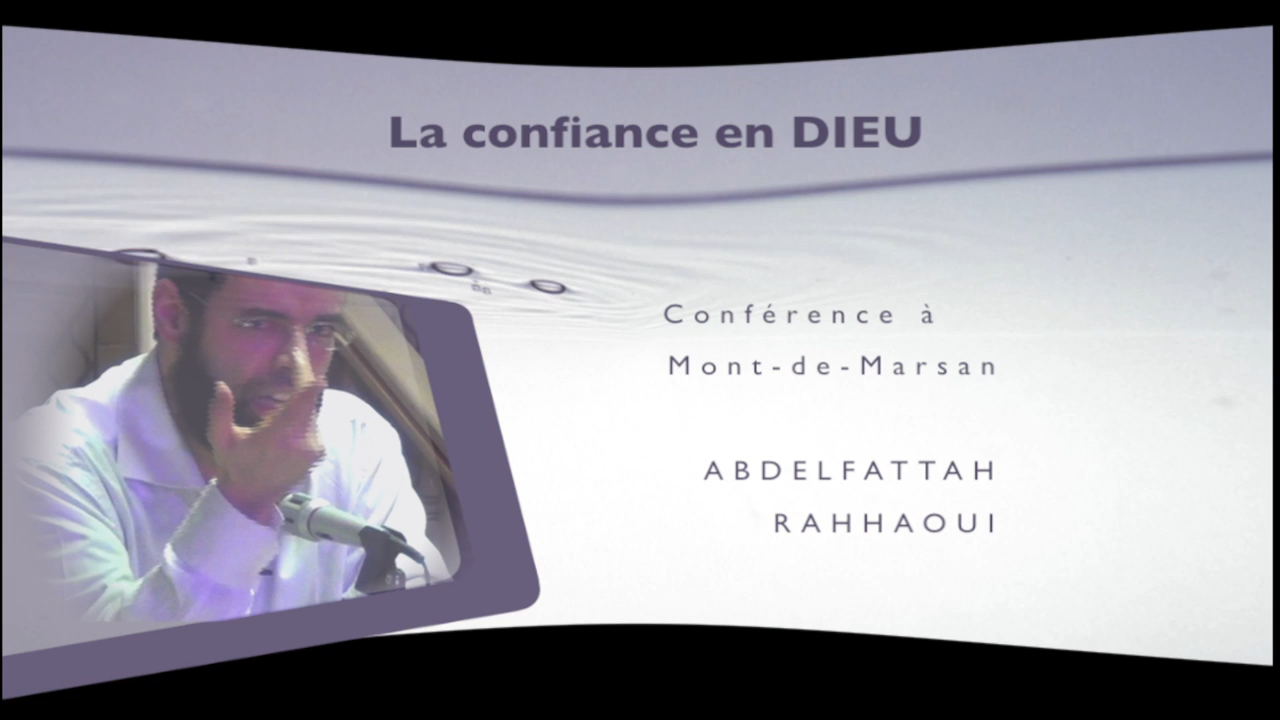 La confiance en DIEU
Conférence à
Mont-de-Marsan
ABDELFATTAH
RAHHAOUI